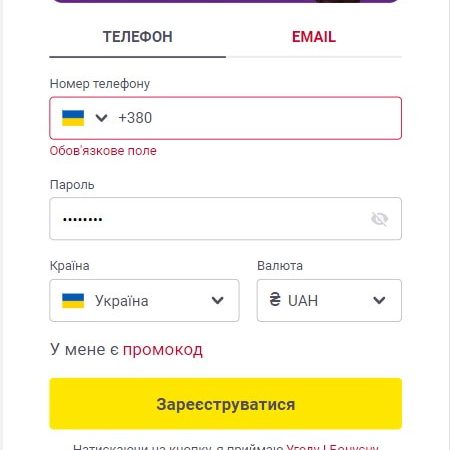 ТЕЛЕФОН EMAIL
Номер телефону
+380
Обов'язкове поле
Пароль
••••••••
Країна Валюта
Україна ₴ UAH
У мене є промокод
Зареєструватися
Натискаючи на кнопку, я приймаю Угоду І Бонусну